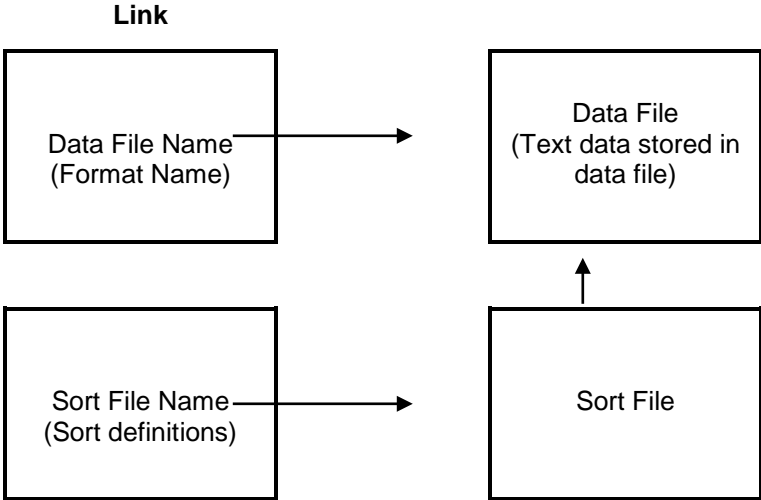 Link
Data File Name
(Format Name)
Data File
(Text data stored in
data file)
Sort File Name
(Sort definitions)
Sort File